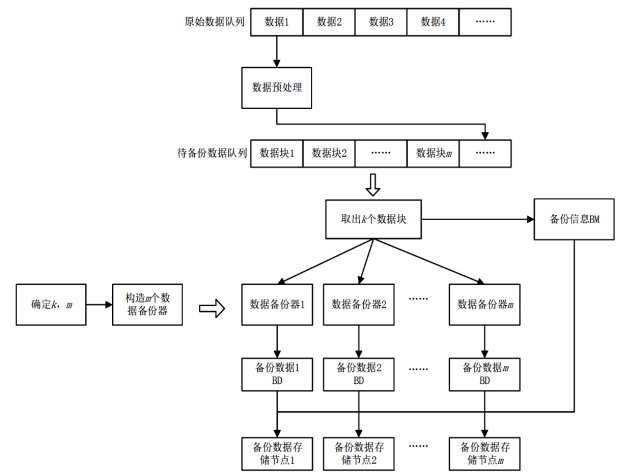 原始数据队列 数据1 数据2 数据3 数据4 ……
数据预处理
待备份数据队列 数据块1 数据块2 …… 数据块m ……
取出k个数据块
备份信息BM
确定k，m
构造m个数
据备份器
数据备份器1 数据备份器2 …… 数据备份器m
备份数据1
BD
备份数据2
BD
……
备份数据m
BD
备份数据存
储节点1
备份数据存
储节点2
……
备份数据存
储节点m